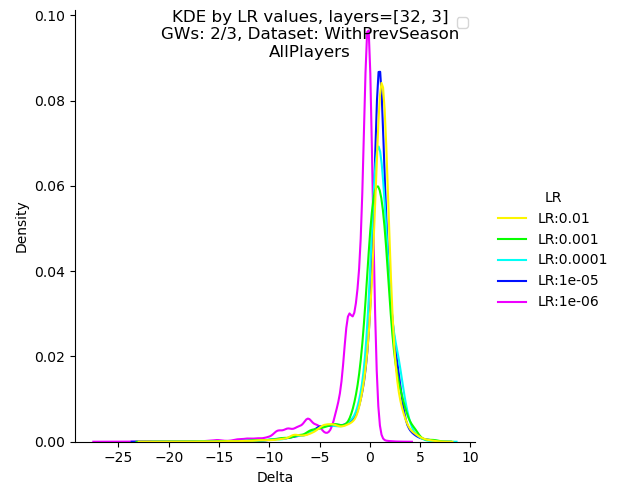 KDE by LR values, layers=[32, 3]
GWs: 2/3, Dataset: WithPrevSeason
AllPlayers
0.10
0.08
0.06
0.04
0.02
0.00
Density
−25
−20
−15
−10
−5
0
5
10
Delta
LR
LR:0.01
LR:0.001
LR:0.0001
LR:1e-05
LR:1e-06